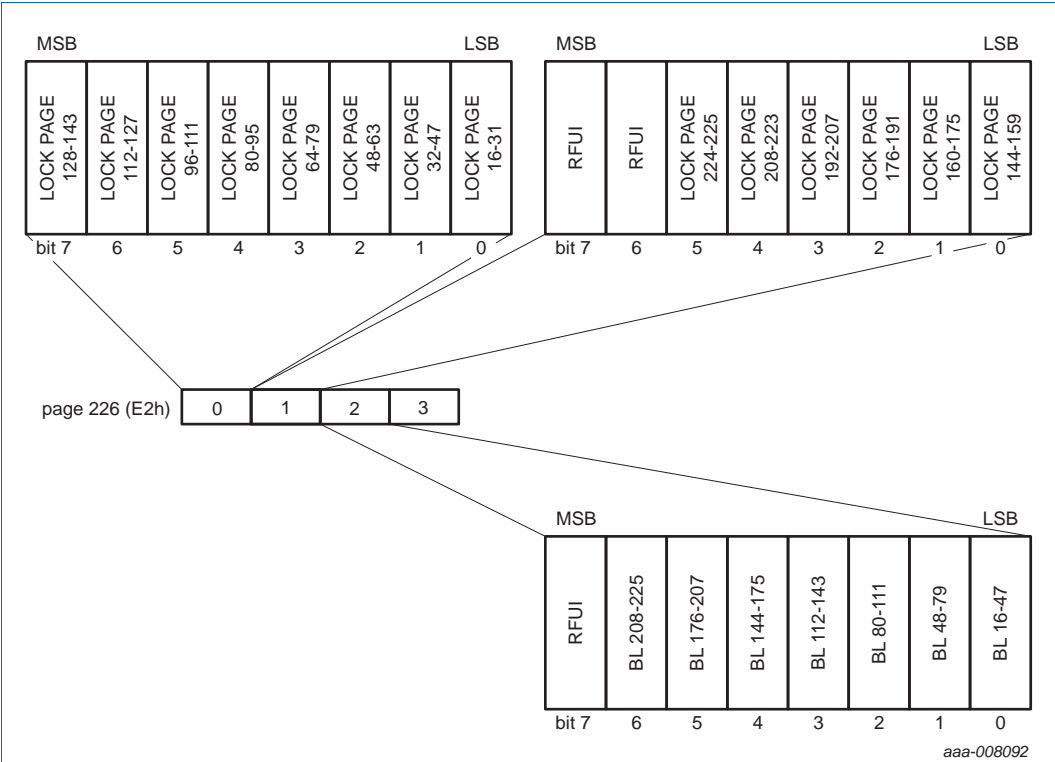 MSB LSB
LOCK PAGE 128-143
LOCK PAGE 112-127
LOCK PAGE 96-111
LOCK PAGE 80-95
LOCK PAGE 64-79
LOCK PAGE 48-63
LOCK PAGE 32-47
LOCK PAGE 16-31
bit 7 6 5 4 3 2 1 0
MSB LSB
RFUI
RFUI
LOCK PAGE 224-225
LOCK PAGE 208-223
LOCK PAGE 192-207
LOCK PAGE 176-191
LOCK PAGE 160-175
LOCK PAGE 144-159
bit 7 6 5 4 3 2 1 0
page 226 (E2h) 0 1 2 3
MSB LSB
RFUI
BL 208-225
BL 176-207
BL 144-175
BL 112-143
BL 80-111
BL 48-79
BL 16-47
bit 7 6 5 4 3 2 1 0
aaa-008092